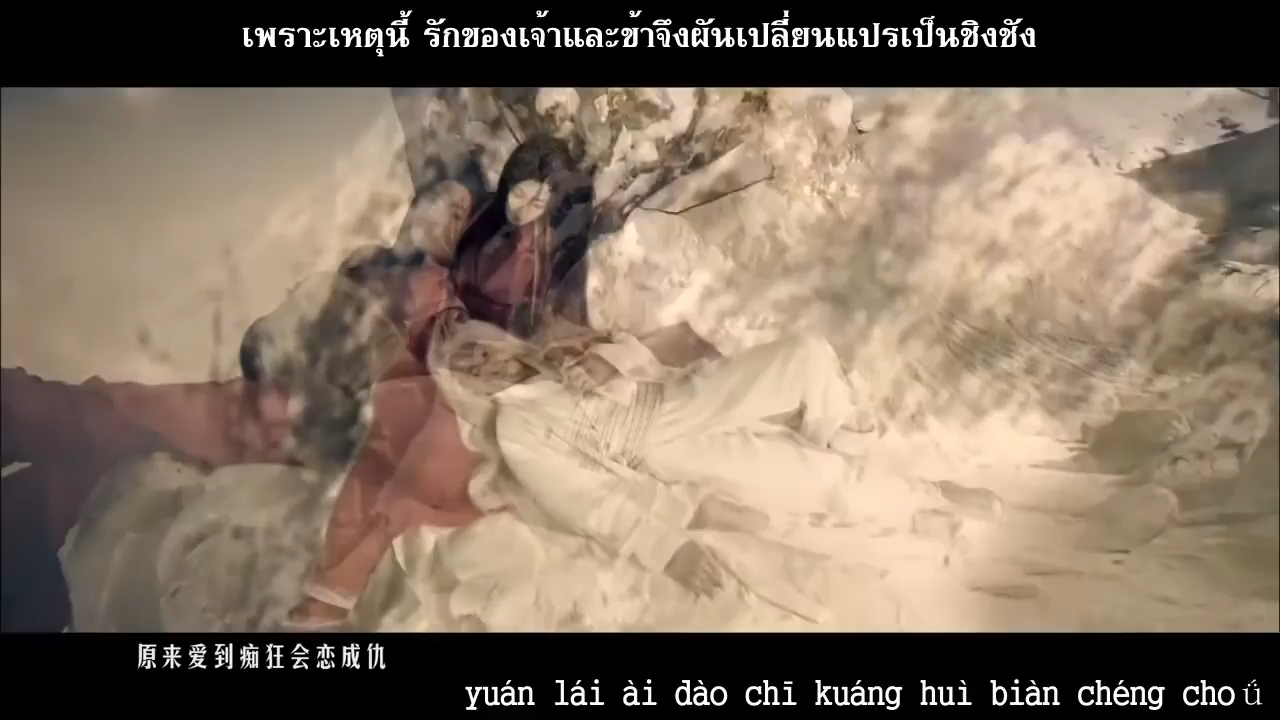 เพราะเหตุนี้ รักของเจ้าและข้าจึงผันเปลี่ยนแปรเป็นชิงชัง
原来爱到痴狂会恋成仇
yuán lái ài dào chī kuáng huì biàn chéng choǘ